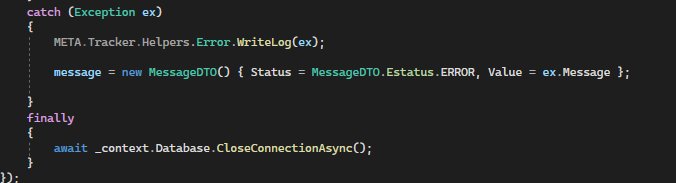 catch (Exception ex)
{
META.Tracker.Helpers.Error.WriteLog(ex);
message = new MessageDTO() { Status = MessageDTO.Estatus.ERROR, Value = ex.Message };
}
finally
{
await _context.Database.CloseConnectionAsync();
}
});